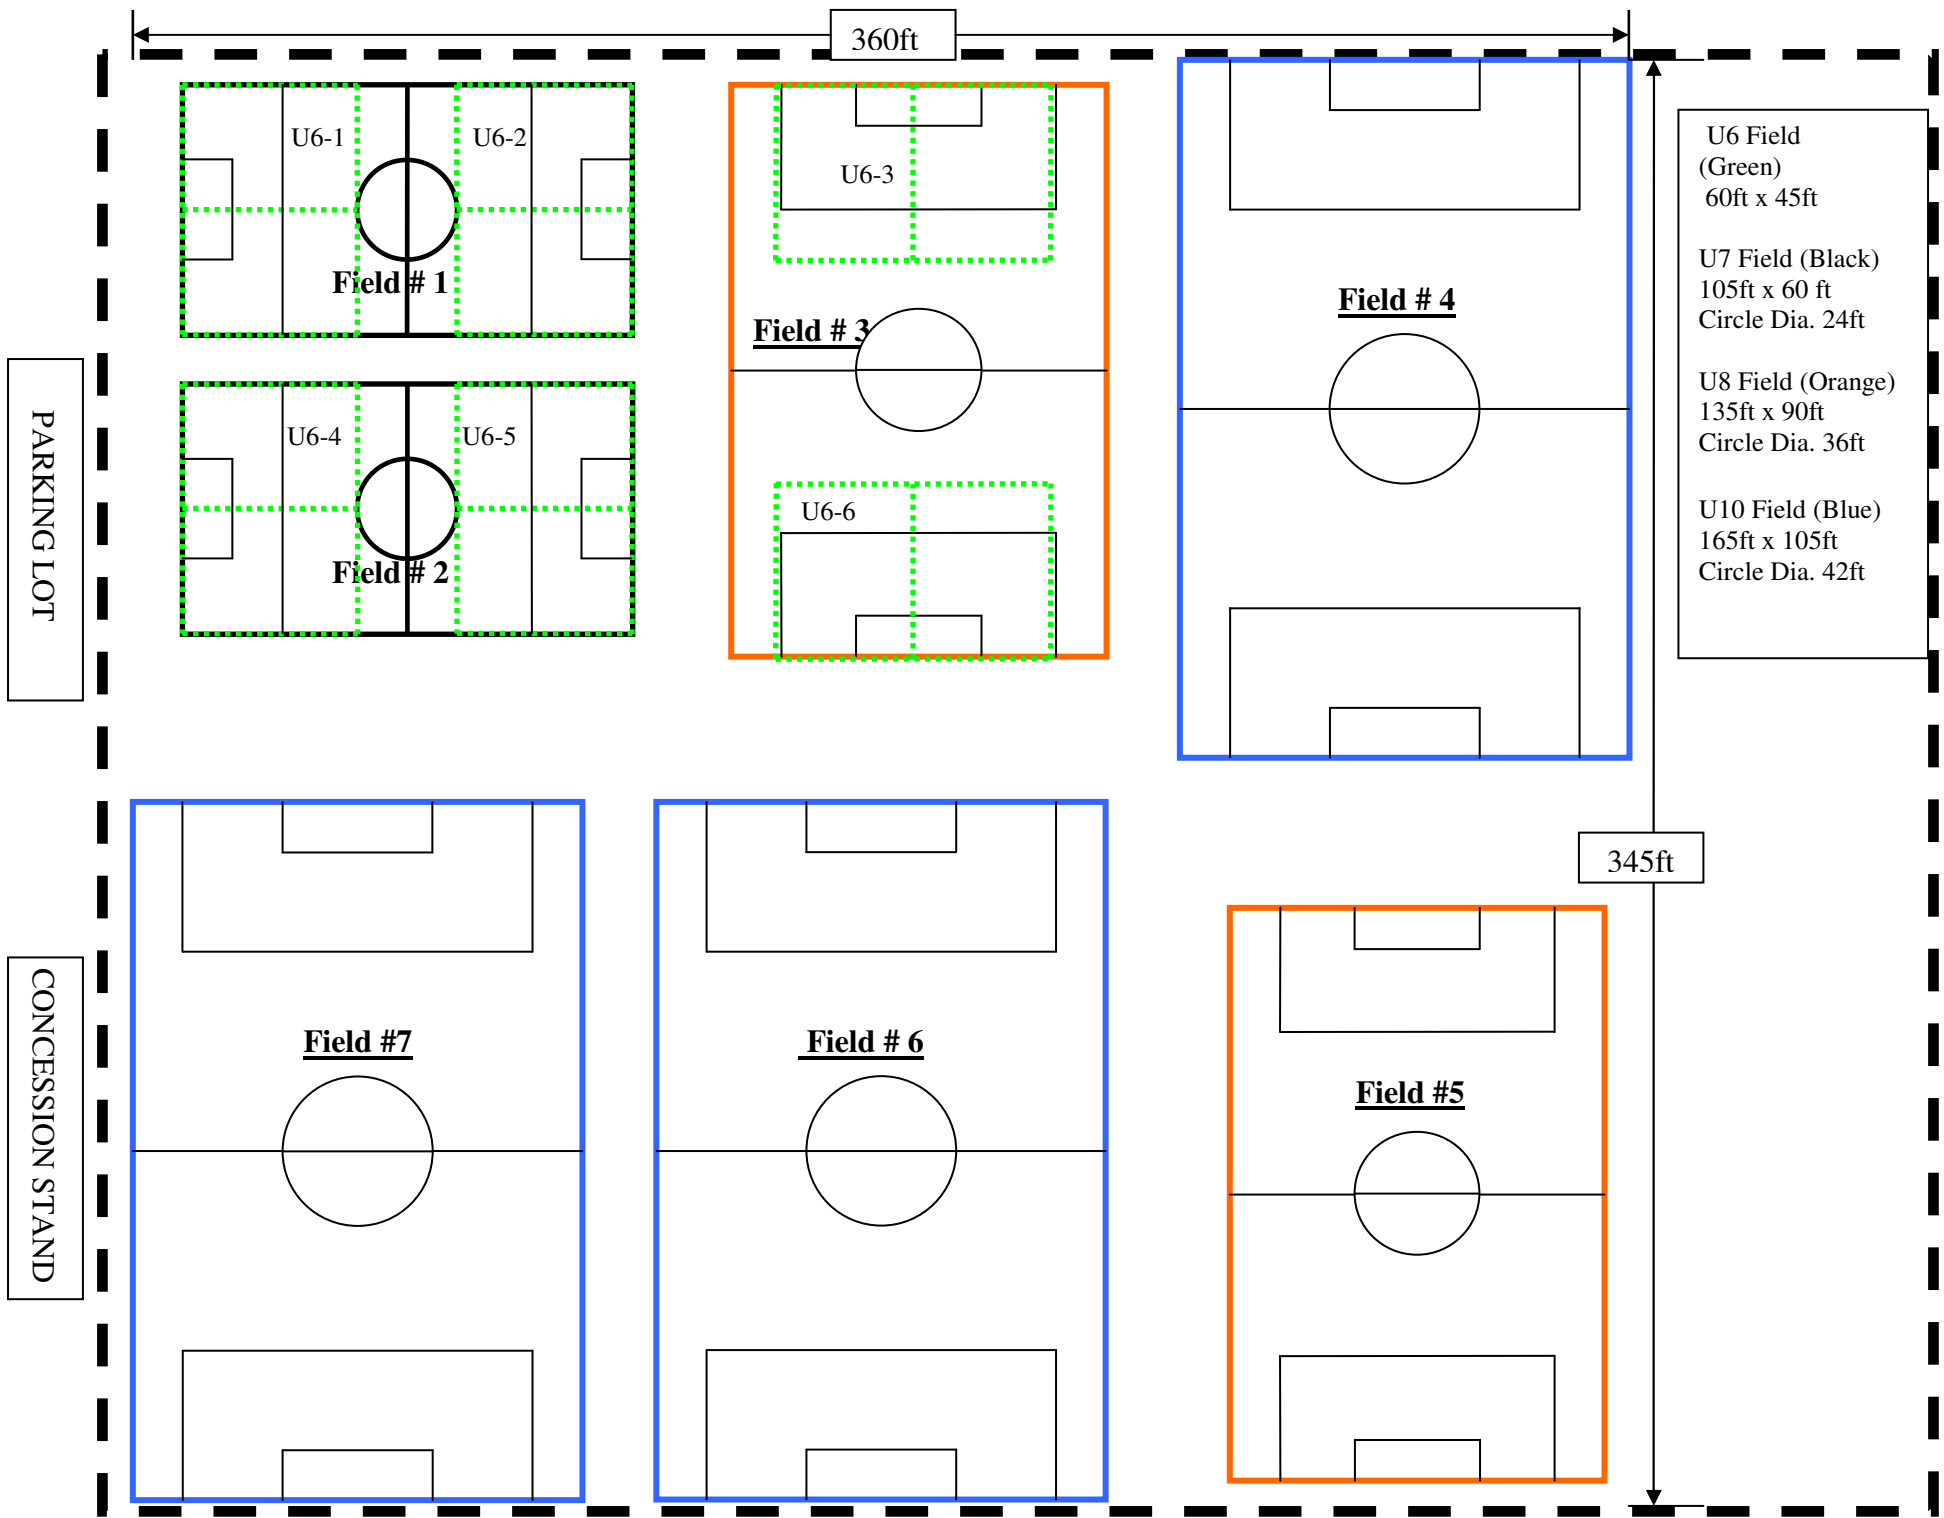 360ft
U6-1
U6-2
U6-3
Field # 1
Field # 3
Field # 4
U6 Field
(Green)
60ft x 45ft
U7 Field (Black)
105ft x 60 ft
Circle Dia. 24ft
U8 Field (Orange)
135ft x 90ft
Circle Dia. 36ft
U10 Field (Blue)
165ft x 105ft
Circle Dia. 42ft
PARKING LOT
U6-4
U6-5
U6-6
Field # 2
345ft
CONCESSION STAND
Field #7
Field # 6
Field #5